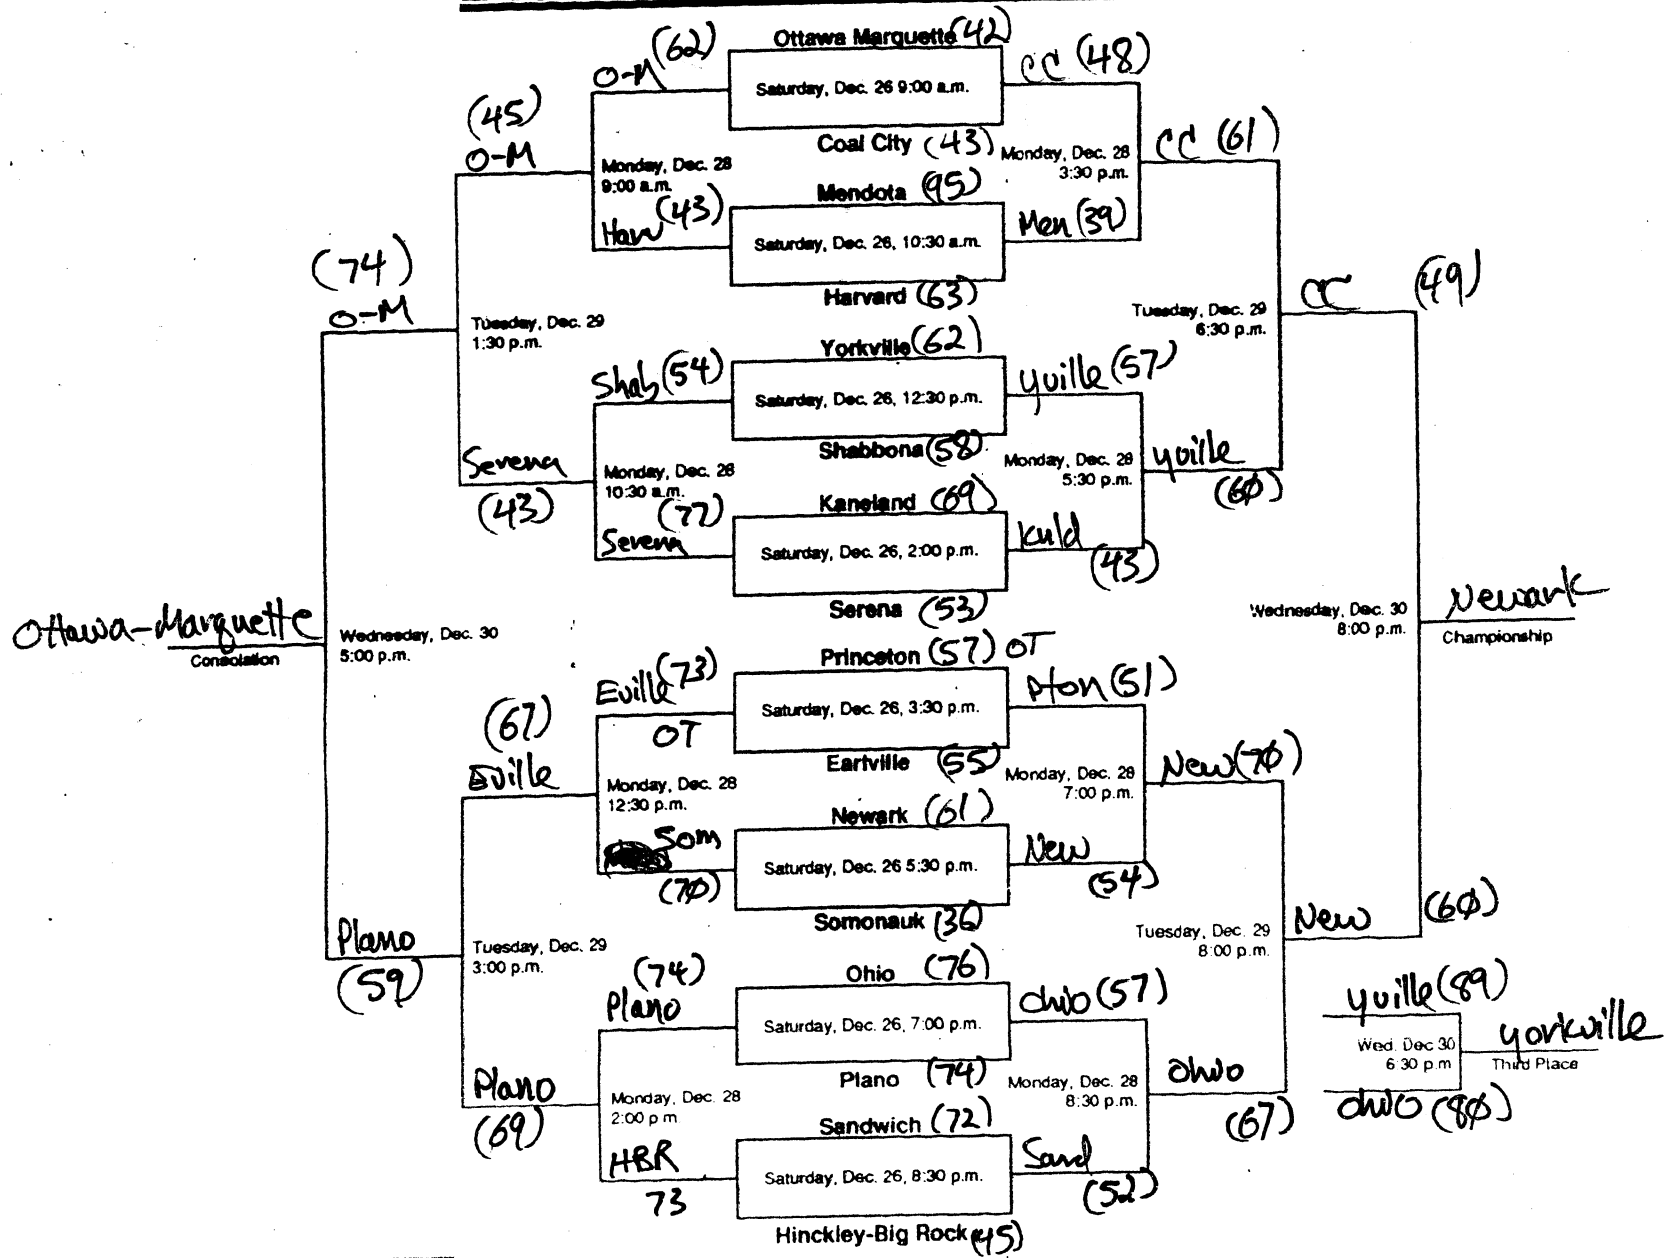 Ottawa Marquette (42)
O-M (62)
Saturday, Dec. 26 9:00 a.m.
CC (48)
Coal City (43)
(45)
O-M
Monday, Dec. 28
9:00 a.m.
Monday, Dec. 28
3:30 p.m.
CC (61)
Mendota (95)
Harv (43)
Saturday, Dec. 26, 10:30 a.m.
Men (39)
Harvard (63)
(74)
O-M
Tuesday, Dec. 29
1:30 p.m.
Tuesday, Dec. 29
6:30 p.m.
CC (49)
Yorkville (62)
Shab (54)
Saturday, Dec. 26, 12:30 p.m.
Yville (57)
Shabbona (58)
Serena
(43)
Monday, Dec. 28
10:30 a.m.
Monday, Dec. 28
5:30 p.m.
Yville
(60)
Kaneland (69)
(77)
Serena
Saturday, Dec. 26, 2:00 p.m.
Knld
(43)
Serena (53)
Ottawa-Marquette
Consolation
Wednesday, Dec. 30
5:00 p.m.
Wednesday, Dec. 30
8:00 p.m.
Newark
Championship
Princeton (57) OT
Eville (73)
OT
Saturday, Dec. 26, 3:30 p.m.
Pton (51)
Earlville (55)
(67)
Eville
Monday, Dec. 28
12:30 p.m.
Monday, Dec. 28
7:00 p.m.
New (70)
Newark (61)
Som
(70)
Saturday, Dec. 26 5:30 p.m.
New
(54)
Somonauk (36)
Plano
(59)
Tuesday, Dec. 29
3:00 p.m.
Tuesday, Dec. 29
8:00 p.m.
New (60)
Ohio (76)
(74)
Plano
Saturday, Dec. 26, 7:00 p.m.
Ohio (57)
Plano (74)
Plano
(69)
Monday, Dec. 28
2:00 p m
Monday, Dec. 28
8:30 p.m.
Ohio
(67)
Yville (89)
Wed. Dec 30
6:30 p.m
Yorkville
Third Place
Ohio (80)
Sandwich (72)
HBR
73
Saturday, Dec. 26, 8:30 p.m.
Sand
(52)
Hinckley-Big Rock (45)